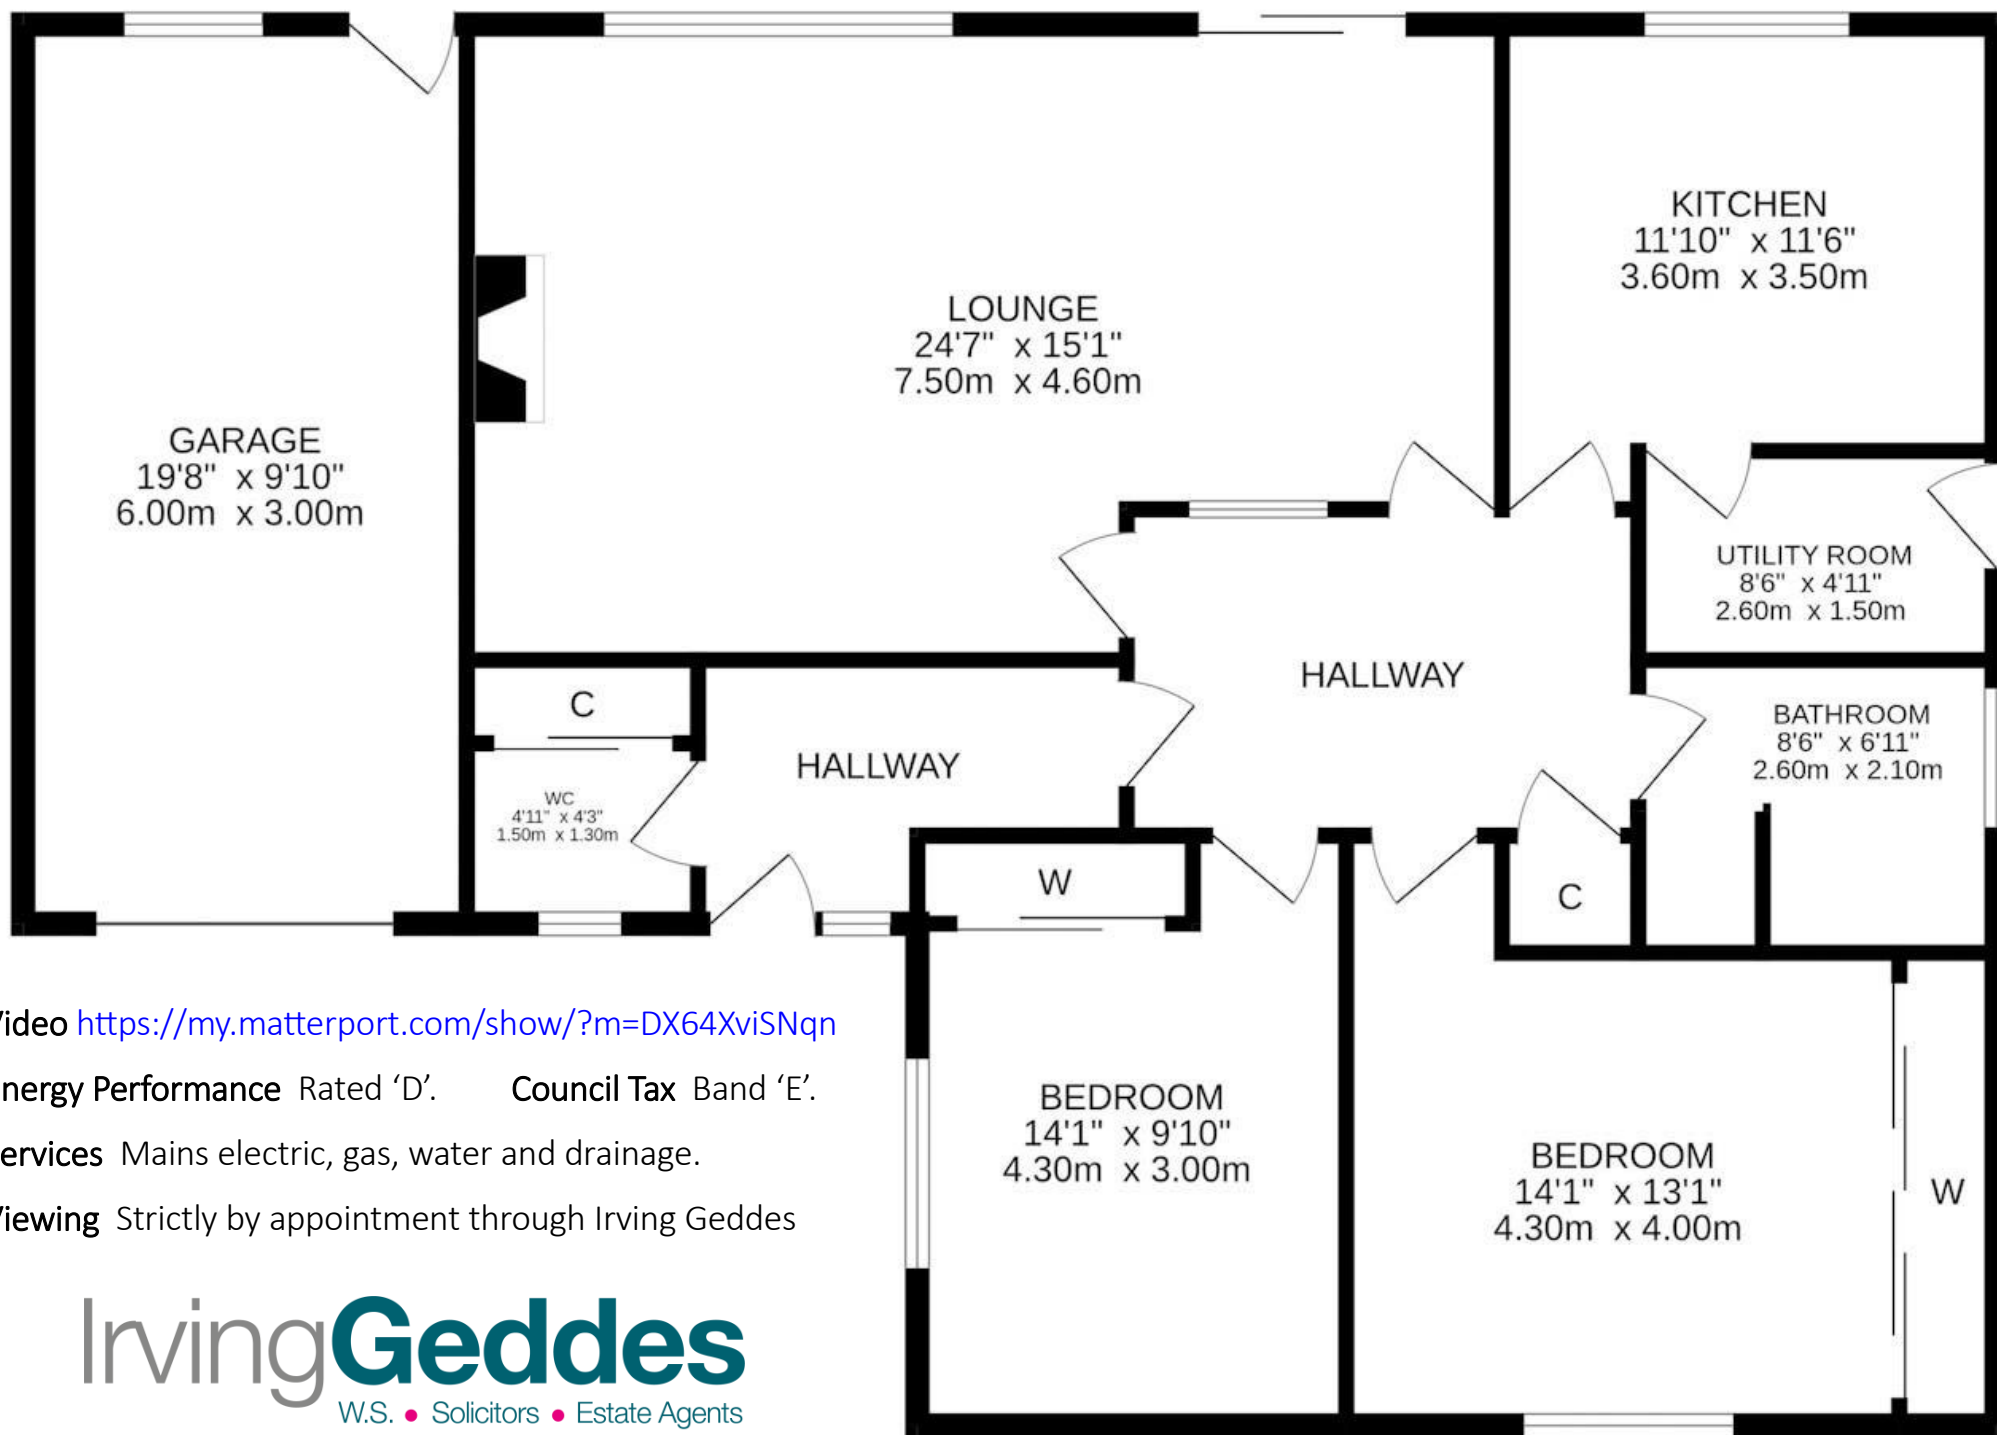 KITCHEN
11'10" x 11'6"
3.60m x 3.50m
LOUNGE
24'7" x 15'1"
7.50m x 4.60m
GARAGE
19'8" x 9'10"
6.00m x 3.00m
UTILITY ROOM
8'6" x 4'11"
2.60m x 1.50m
HALLWAY
C
BATHROOM
8'6" x 6'11"
2.60m x 2.10m
HALLWAY
WC
4'11" x 4'3"
1.50m x 1.30m
W
C
BEDROOM
14'1" x 9'10"
4.30m x 3.00m
BEDROOM
14'1" x 13'1"
4.30m x 4.00m
W
Video https://my.matterport.com/show/?m=DX64XviSNqn
nergy Performance Rated ‘D’. Council Tax Band ‘E’.
ervices Mains electric, gas, water and drainage.
Viewing Strictly by appointment through Irving Geddes
IrvingGeddes
W.S. • Solicitors • Estate Agents